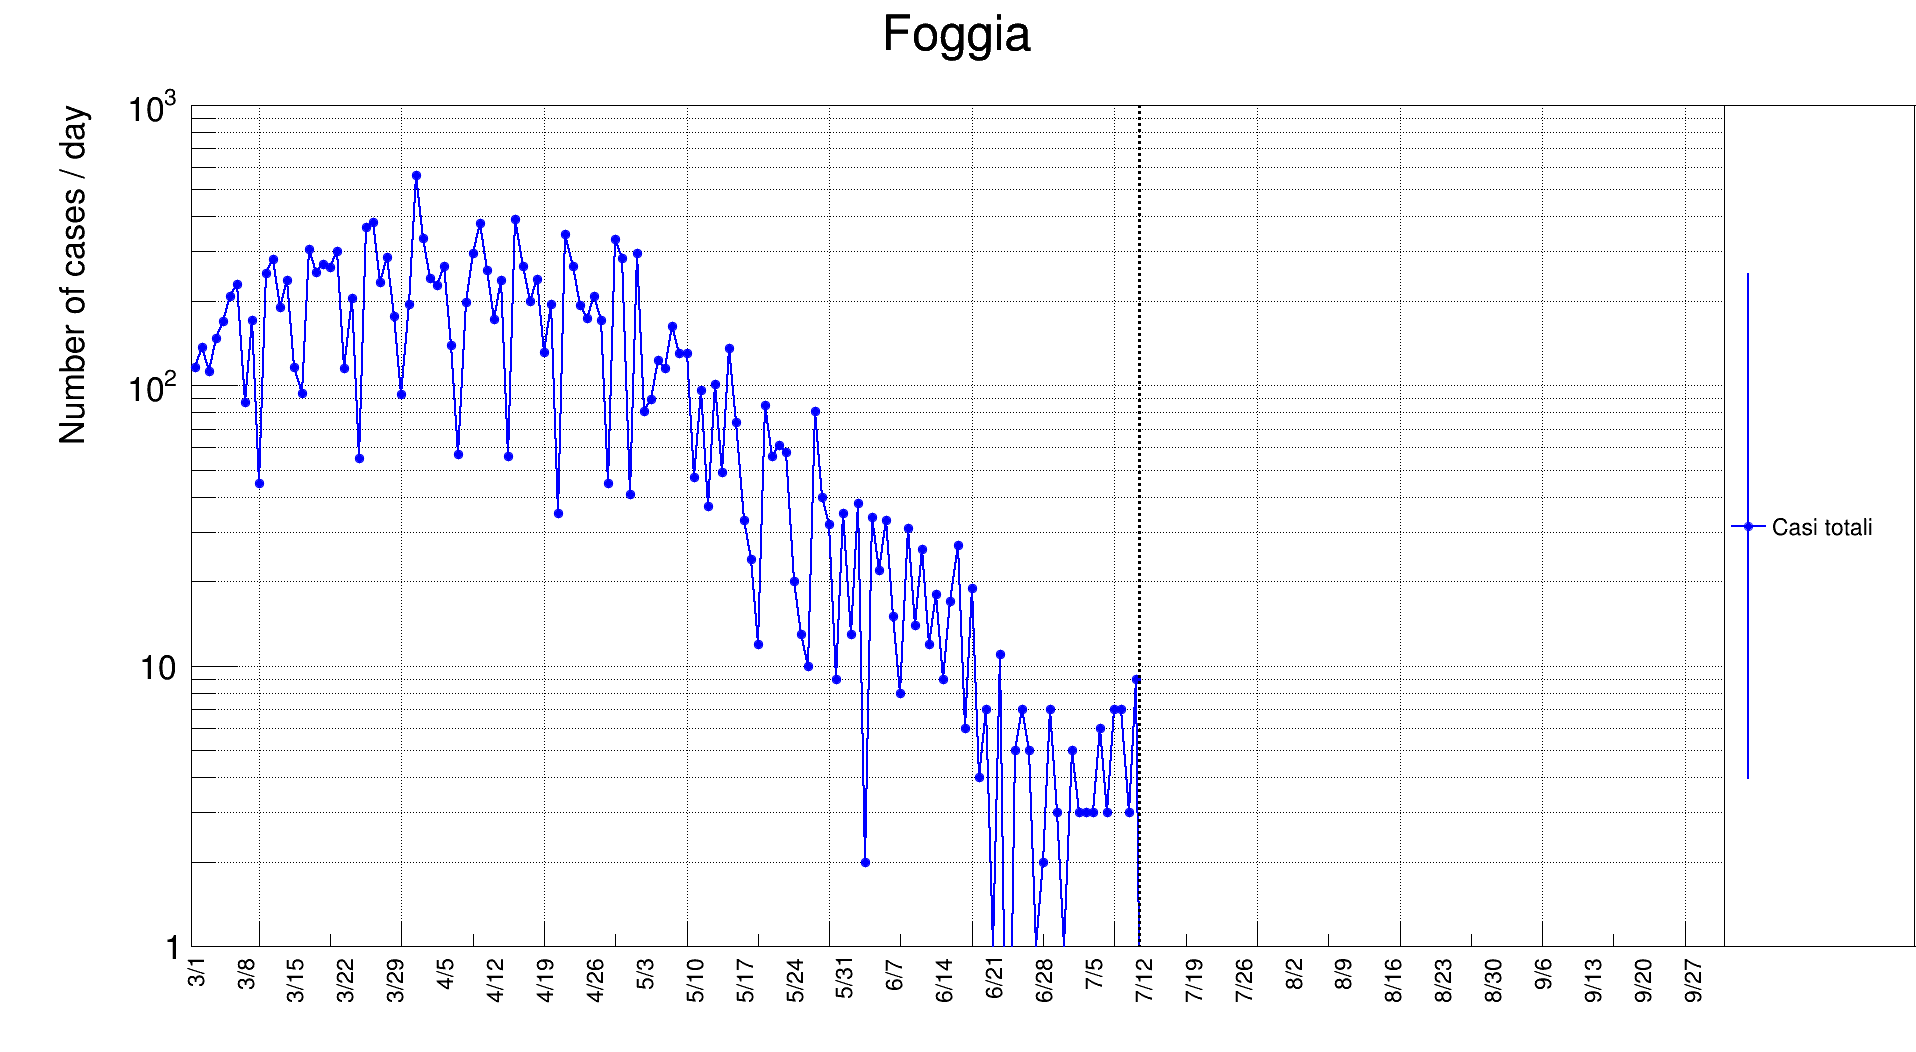 Foggia
Number of cases / day
10³
10²
10
1
3/1 3/8 3/15 3/22 3/29 4/5 4/12 4/19 4/26 5/3 5/10 5/17 5/24 5/31 6/7 6/14 6/21 6/28 7/5 7/12 7/19 7/26 8/2 8/9 8/16 8/23 8/30 9/6 9/13 9/20 9/27
Casi totali